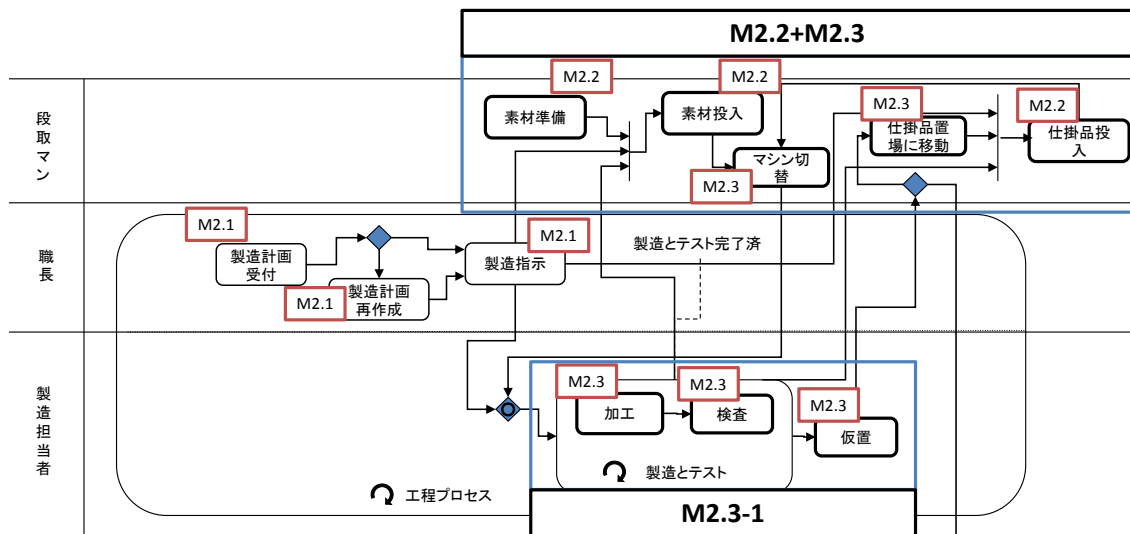 M2.2+M2.3
段取マン
M2.2
素材準備
M2.2
素材投入
M2.3
マシン切
替
M2.3
仕掛品置
場に移動
M2.2
仕掛品投
入
職長
M2.1
製造計画
受付
M2.1
製造計画
再作成
M2.1
製造指示
製造とテスト完了済
製造担当者
M2.3
加工
M2.3
検査
M2.3
仮置
製造とテスト
工程プロセス
M2.3-1